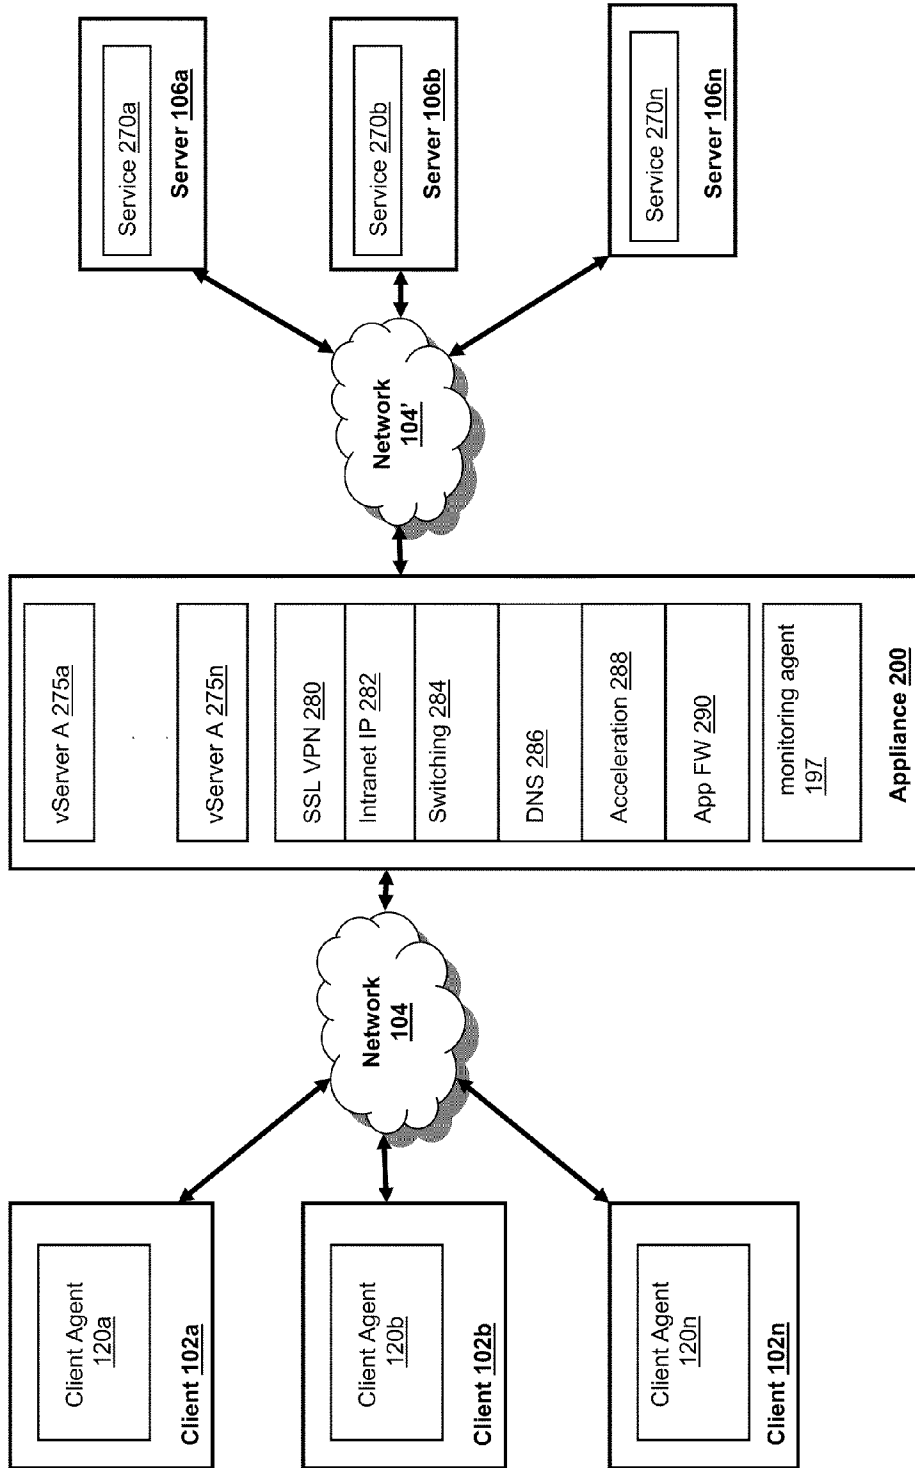 Client Agent
120a
Client 102a
Client Agent
120b
Client 102b
Client Agent
120n
Client 102n
Network
104
vServer A 275a
vServer A 275n
SSL VPN 280
Intranet IP 282
Switching 284
DNS 286
Acceleration 288
App FW 290
monitoring agent
197
Appliance 200
Network
104'
Service 270a
Server 106a
Service 270b
Server 106b
Service 270n
Server 106n